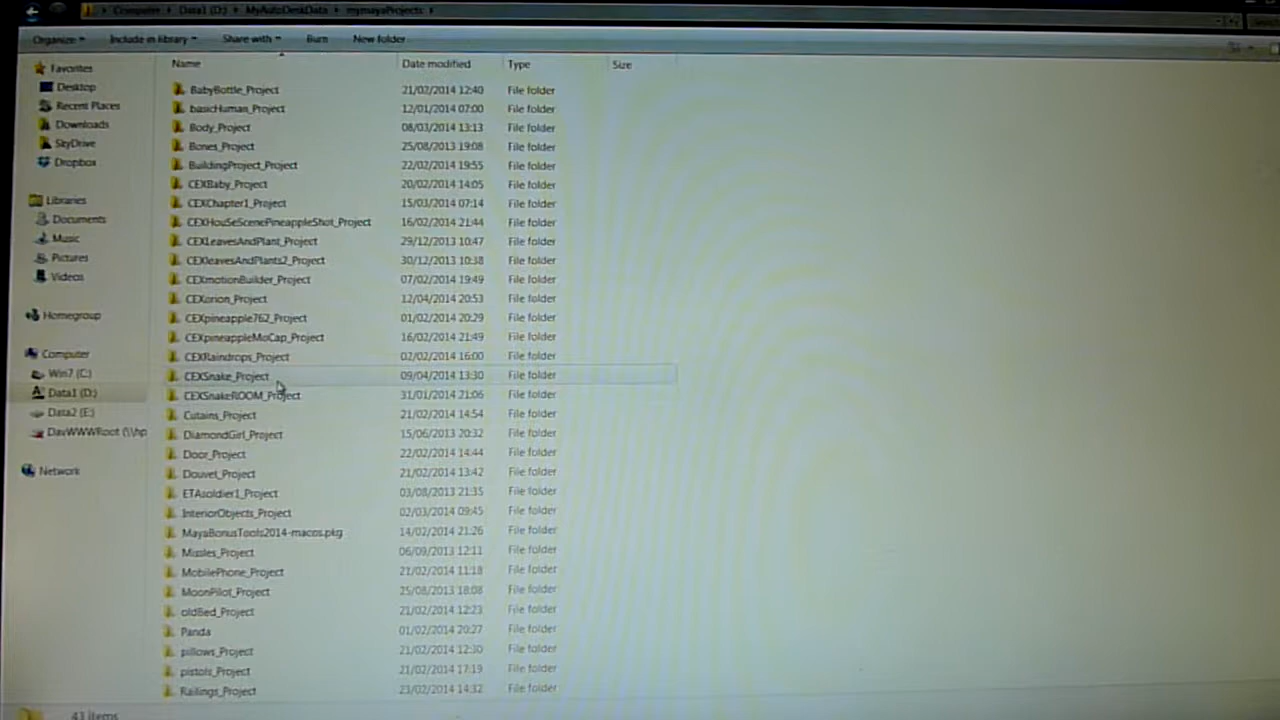 Computer ▸ Data1 (D:) ▸ MyAutoDeskData ▸ mymayaProjects ▸
Organize Include in library Share with Burn New folder
Name Date modified Type Size
Favorites
Desktop
Recent Places
Downloads
SkyDrive
Dropbox
Libraries
Documents
Music
Pictures
Videos
Homegroup
Computer
Win7 (C:)
Data1 (D:)
Data2 (E:)
DavWWWRoot (\\hp
Network
BabyBottle_Project 21/02/2014 12:40 File folder
basicHuman_Project 12/01/2014 07:00 File folder
Body_Project 08/03/2014 13:13 File folder
Bones_Project 25/08/2013 19:08 File folder
BuildingProject_Project 22/02/2014 19:55 File folder
CEXBaby_Project 20/02/2014 14:05 File folder
CEXChapter1_Project 15/03/2014 07:14 File folder
CEXHouSeScenePineappleShot_Project 16/02/2014 21:44 File folder
CEXLeavesAndPlant_Project 29/12/2013 10:47 File folder
CEXleavesAndPlants2_Project 30/12/2013 10:38 File folder
CEXmotionBuilder_Project 07/02/2014 19:49 File folder
CEXorion_Project 12/04/2014 20:53 File folder
CEXpineapple762_Project 01/02/2014 20:29 File folder
CEXpineappleMoCap_Project 16/02/2014 21:49 File folder
CEXRaindrops_Project 02/02/2014 16:00 File folder
CEXSnake_Project 09/04/2014 13:30 File folder
CEXSnakeROOM_Project 31/01/2014 21:06 File folder
Cutains_Project 21/02/2014 14:54 File folder
DiamondGirl_Project 15/06/2013 20:32 File folder
Door_Project 22/02/2014 14:44 File folder
Douvet_Project 21/02/2014 13:42 File folder
ETAsoldier1_Project 03/08/2013 21:35 File folder
InteriorObjects_Project 02/03/2014 09:45 File folder
MayaBonusTools2014-macos.pkg 14/02/2014 21:26 File folder
Missles_Project 06/09/2013 12:11 File folder
MobilePhone_Project 21/02/2014 11:18 File folder
MoonPilot_Project 25/08/2013 18:08 File folder
oldBed_Project 21/02/2014 12:23 File folder
Panda 01/02/2014 20:27 File folder
pillows_Project 21/02/2014 12:30 File folder
pistols_Project 21/02/2014 17:19 File folder
Railings_Project 23/02/2014 14:32 File folder
43 items